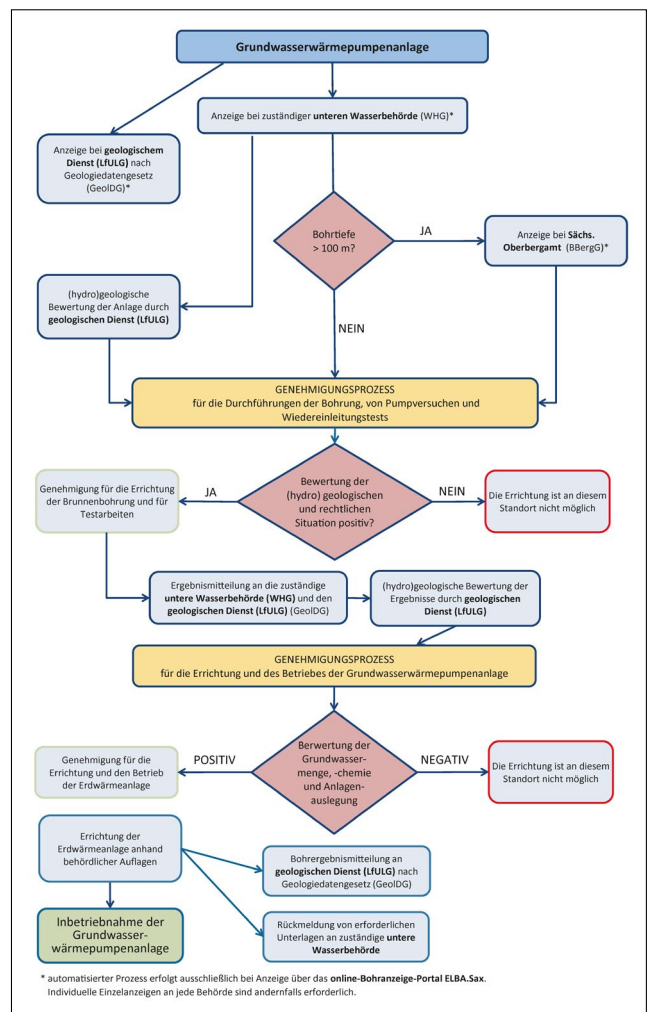 Grundwasserwärmepumpenanlage
Anzeige bei zuständiger unteren Wasserbehörde (WHG)*
Anzeige bei geologischem
Dienst (LfULG) nach
Geologiedatengesetz
(GeolDG)*
Bohrtiefe
> 100 m?
JA
Anzeige bei Sächs.
Oberbergamt (BBergG)*
(hydro)geologische
Bewertung der Anlage durch
geologischen Dienst (LfULG)
NEIN
GENEHMIGUNGSPROZESS
für die Durchführungen der Bohrung, von Pumpversuchen und
Wiedereinleitungstests
Genehmigung für die Errichtung
der Brunnenbohrung und für
Testarbeiten
JA
Bewertung der
(hydro) geologischen
und rechtlichen
Situation positiv?
NEIN
Die Errichtung ist an diesem
Standort nicht möglich
Ergebnismitteilung an die zuständige
untere Wasserbehörde (WHG) und den
geologischen Dienst (LfULG) (GeolDG)
(hydro)geologische Bewertung der
Ergebnisse durch geologischen
Dienst (LfULG)
GENEHMIGUNGSPROZESS
für die Errichtung und des Betriebes der Grundwasserwärmepumpenanlage
Genehmigung für die
Errichtung und den Betrieb
der Erdwärmeanlage
POSITIV
Berwertung der
Grundwasser-
menge, -chemie
und Anlagen-
auslegung
NEGATIV
Die Errichtung ist an diesem
Standort nicht möglich
Errichtung der
Erdwärmeanlage anhand
behördlicher Auflagen
Bohrergebnismitteilung an
geologischen Dienst (LfULG) nach
Geologiedatengesetz (GeolDG)
Inbetriebnahme der
Grundwasser-
wärmepumpenanlage
Rückmeldung von erforderlichen
Unterlagen an zuständige untere
Wasserbehörde
* automatisierter Prozess erfolgt ausschließlich bei Anzeige über das online-Bohranzeige-Portal ELBA.Sax.
Individuelle Einzelanzeigen an jede Behörde sind andernfalls erforderlich.